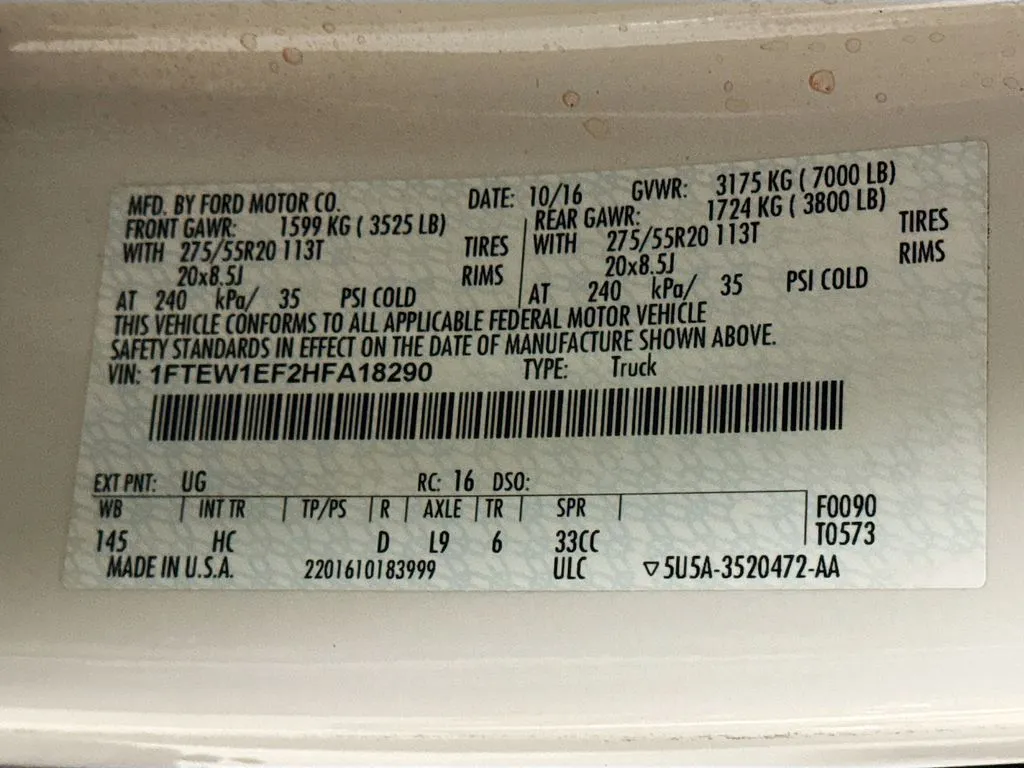 MFD. BY FORD MOTOR CO. DATE: 10/16 GVWR: 3175 KG ( 7000 LB)
FRONT GAWR: 1599 KG ( 3525 LB) REAR GAWR: 1724 KG ( 3800 LB)
WITH 275/55R20 113T TIRES WITH 275/55R20 113T TIRES
20x8.5J RIMS 20x8.5J RIMS
AT 240 kPa/ 35 PSI COLD AT 240 kPa/ 35 PSI COLD
THIS VEHICLE CONFORMS TO ALL APPLICABLE FEDERAL MOTOR VEHICLE
SAFETY STANDARDS IN EFFECT ON THE DATE OF MANUFACTURE SHOWN ABOVE.
VIN: 1FTEW1EF2HFA18290 TYPE: Truck
EXT PNT: UG RC: 16 DSO:
WB INT TR TP/PS R AXLE TR SPR F0090
145 HC D L9 6 33CC T0573
MADE IN U.S.A. 2201610183999 ULC ▽5U5A-3520472-AA